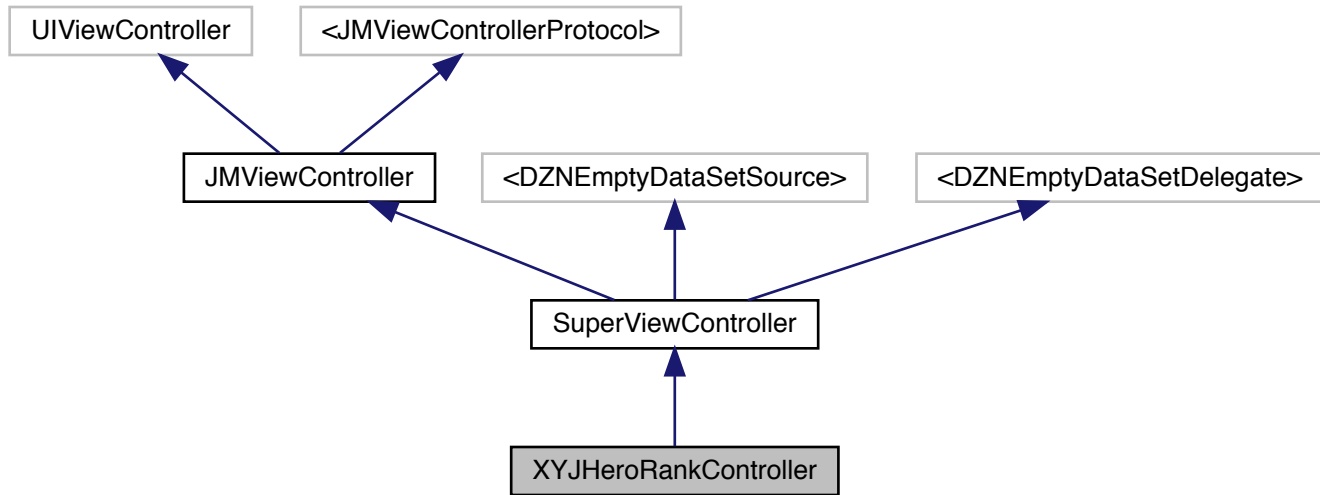 UIViewController
<JMViewControllerProtocol>
JMViewController
<DZNEmptyDataSetSource>
<DZNEmptyDataSetDelegate>
SuperViewController
XYJHeroRankController